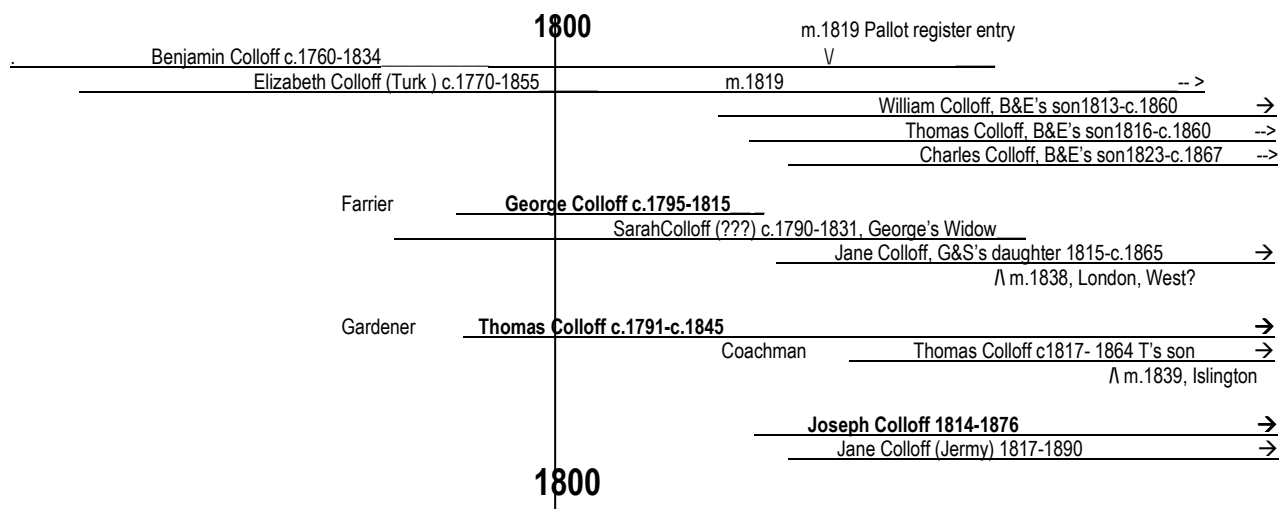 1800 m.1819 Pallot register entry
. Benjamin Colloff c.1760-1834 \/
Elizabeth Colloff (Turk ) c.1770-1855 m.1819 -- >
William Colloff, B&E’s son1813-c.1860 →
Thomas Colloff, B&E’s son1816-c.1860 -->
Charles Colloff, B&E’s son1823-c.1867 -->
Farrier George Colloff c.1795-1815
SarahColloff (???) c.1790-1831, George’s Widow
Jane Colloff, G&S’s daughter 1815-c.1865 →
/\ m.1838, London, West?
Gardener Thomas Colloff c.1791-c.1845 →
Coachman Thomas Colloff c1817- 1864 T’s son →
/\ m.1839, Islington
Joseph Colloff 1814-1876 →
Jane Colloff (Jermy) 1817-1890 →
1800